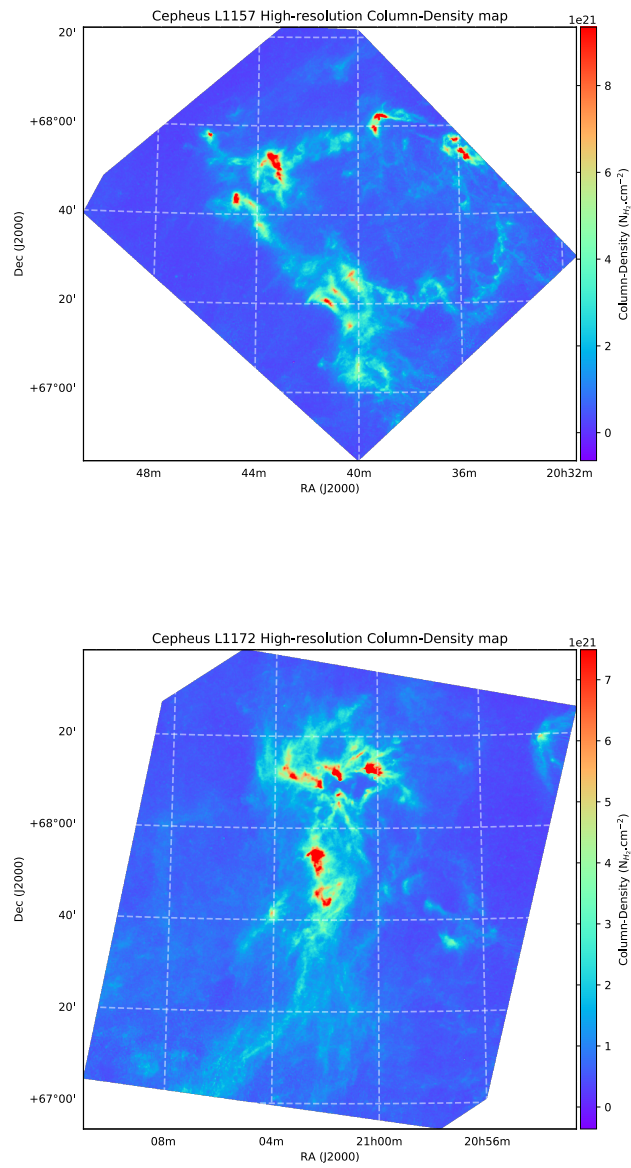 Cepheus L1157 High-resolution Column-Density map
1e21
20'
+68°00'
40'
20'
+67°00'
Dec (J2000)
48m
44m
40m
36m
20h32m
RA (J2000)
8
6
4
2
0
Column-Density (N_{H_2}.cm^{-2})
Cepheus L1172 High-resolution Column-Density map
1e21
20'
+68°00'
40'
20'
+67°00'
Dec (J2000)
08m
04m
21h00m
20h56m
RA (J2000)
7
6
5
4
3
2
1
0
Column-Density (N_{H_2}.cm^{-2})